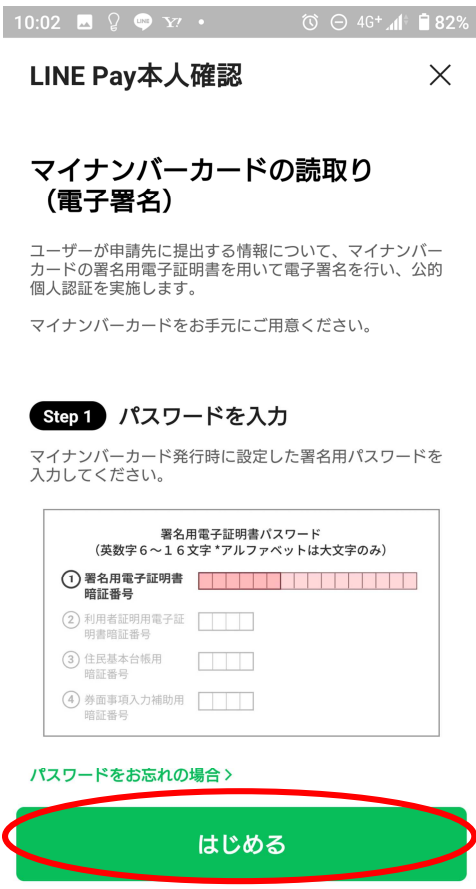 10:02 LINE Y? • 4G+ 82%
LINE Pay本人確認
マイナンバーカードの読取り
（電子署名）
ユーザーが申請先に提出する情報について、マイナンバー
カードの署名用電子証明書を用いて電子署名を行い、公的
個人認証を実施します。
マイナンバーカードをお手元にご用意ください。
Step 1 パスワードを入力
マイナンバーカード発行時に設定した署名用パスワードを
入力してください。
署名用電子証明書パスワード
（英数字６～１６文字 *アルファベットは大文字のみ）
1 署名用電子証明書
暗証番号
2 利用者証明用電子証
明書暗証番号
3 住民基本台帳用
暗証番号
4 券面事項入力補助用
暗証番号
パスワードをお忘れの場合 >
はじめる